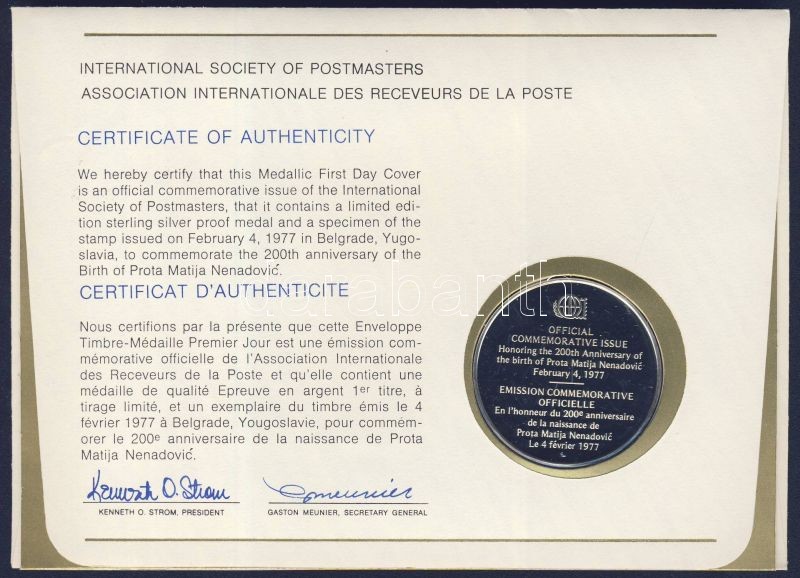 INTERNATIONAL SOCIETY OF POSTMASTERS
ASSOCIATION INTERNATIONALE DES RECEVEURS DE LA POSTE
CERTIFICATE OF AUTHENTICITY
We hereby certify that this Medallic First Day Cover
is an official commemorative issue of the International
Society of Postmasters, that it contains a limited edi-
tion sterling silver proof medal and a specimen of the
stamp issued on February 4, 1977 in Belgrade, Yugo-
slavia, to commemorate the 200th anniversary of the
Birth of Prota Matija Nenadović.
CERTIFICAT D'AUTHENTICITE
Nous certifions par la présente que cette Enveloppe
Timbre-Médaille Premier Jour est une émission com-
mémorative officielle de l'Association Internationale
des Receveurs de la Poste et qu'elle contient une
médaille de qualité Epreuve en argent 1er titre, à
tirage limité, et un exemplaire du timbre émis le 4
février 1977 à Belgrade, Yougoslavie, pour commém-
orer le 200e anniversaire de la naissance de Prota
Matija Nenadović.
Kenneth O. Strom
KENNETH O. STROM, PRESIDENT
GMeunier
GASTON MEUNIER, SECRETARY GENERAL
OFFICIAL
COMMEMORATIVE ISSUE
Honoring the 200th Anniversary of
the birth of Prota Matija Nenadović
February 4, 1977
EMISSION COMMEMORATIVE
OFFICIELLE
En l'honneur du 200e anniversaire
de la naissance de
Prota Matija Nenadović
Le 4 février 1977
darabanth